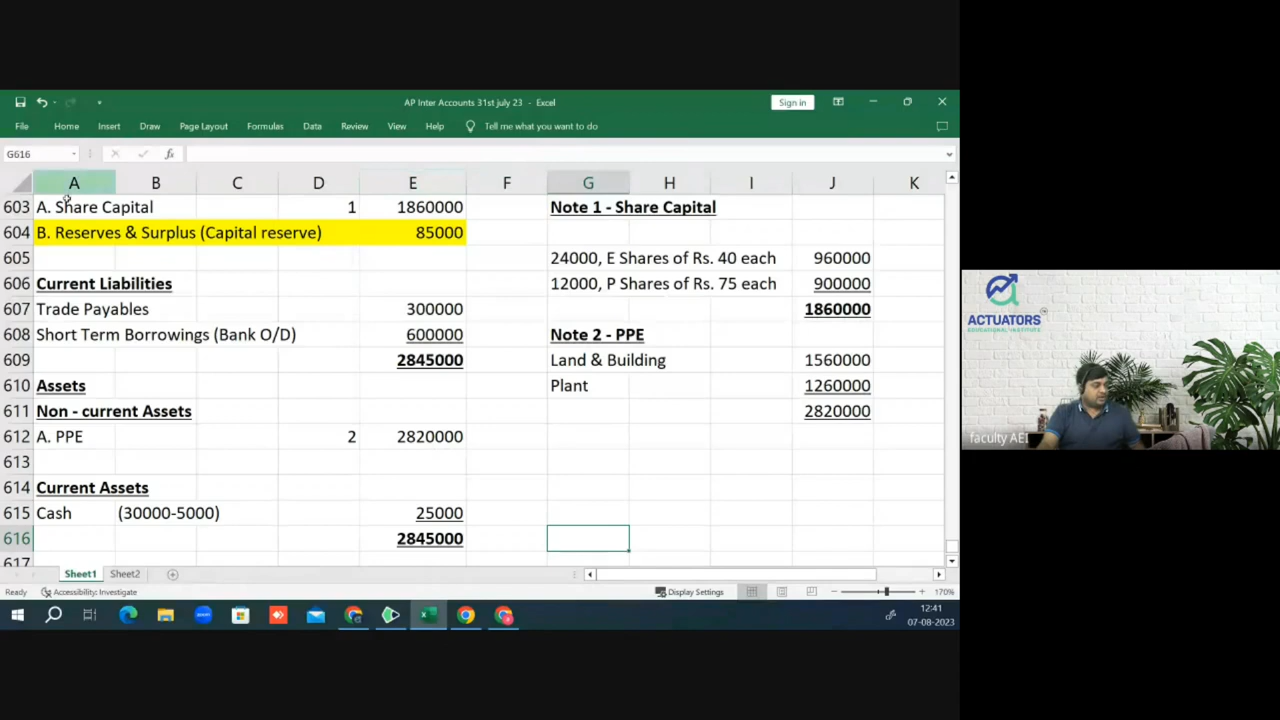 AP Inter Accounts 31st july 23 - Excel
Sign in
File Home Insert Draw Page Layout Formulas Data Review View Help Tell me what you want to do
G616 fx
A B C D E F G H I J K
603 A. Share Capital 1 1860000 Note 1 - Share Capital
604 B. Reserves & Surplus (Capital reserve) 85000
605 24000, E Shares of Rs. 40 each 960000
606 Current Liabilities 12000, P Shares of Rs. 75 each 900000
607 Trade Payables 300000 1860000
608 Short Term Borrowings (Bank O/D) 600000 Note 2 - PPE
609 2845000 Land & Building 1560000
610 Assets Plant 1260000
611 Non - current Assets 2820000
612 A. PPE 2 2820000
613
614 Current Assets
615 Cash (30000-5000) 25000
616 2845000
617
Sheet1 Sheet2
Ready Accessibility: Investigate Display Settings 170%
12:41
07-08-2023
ACTUATORS
EDUCATIONAL INSTITUTE
faculty AEI